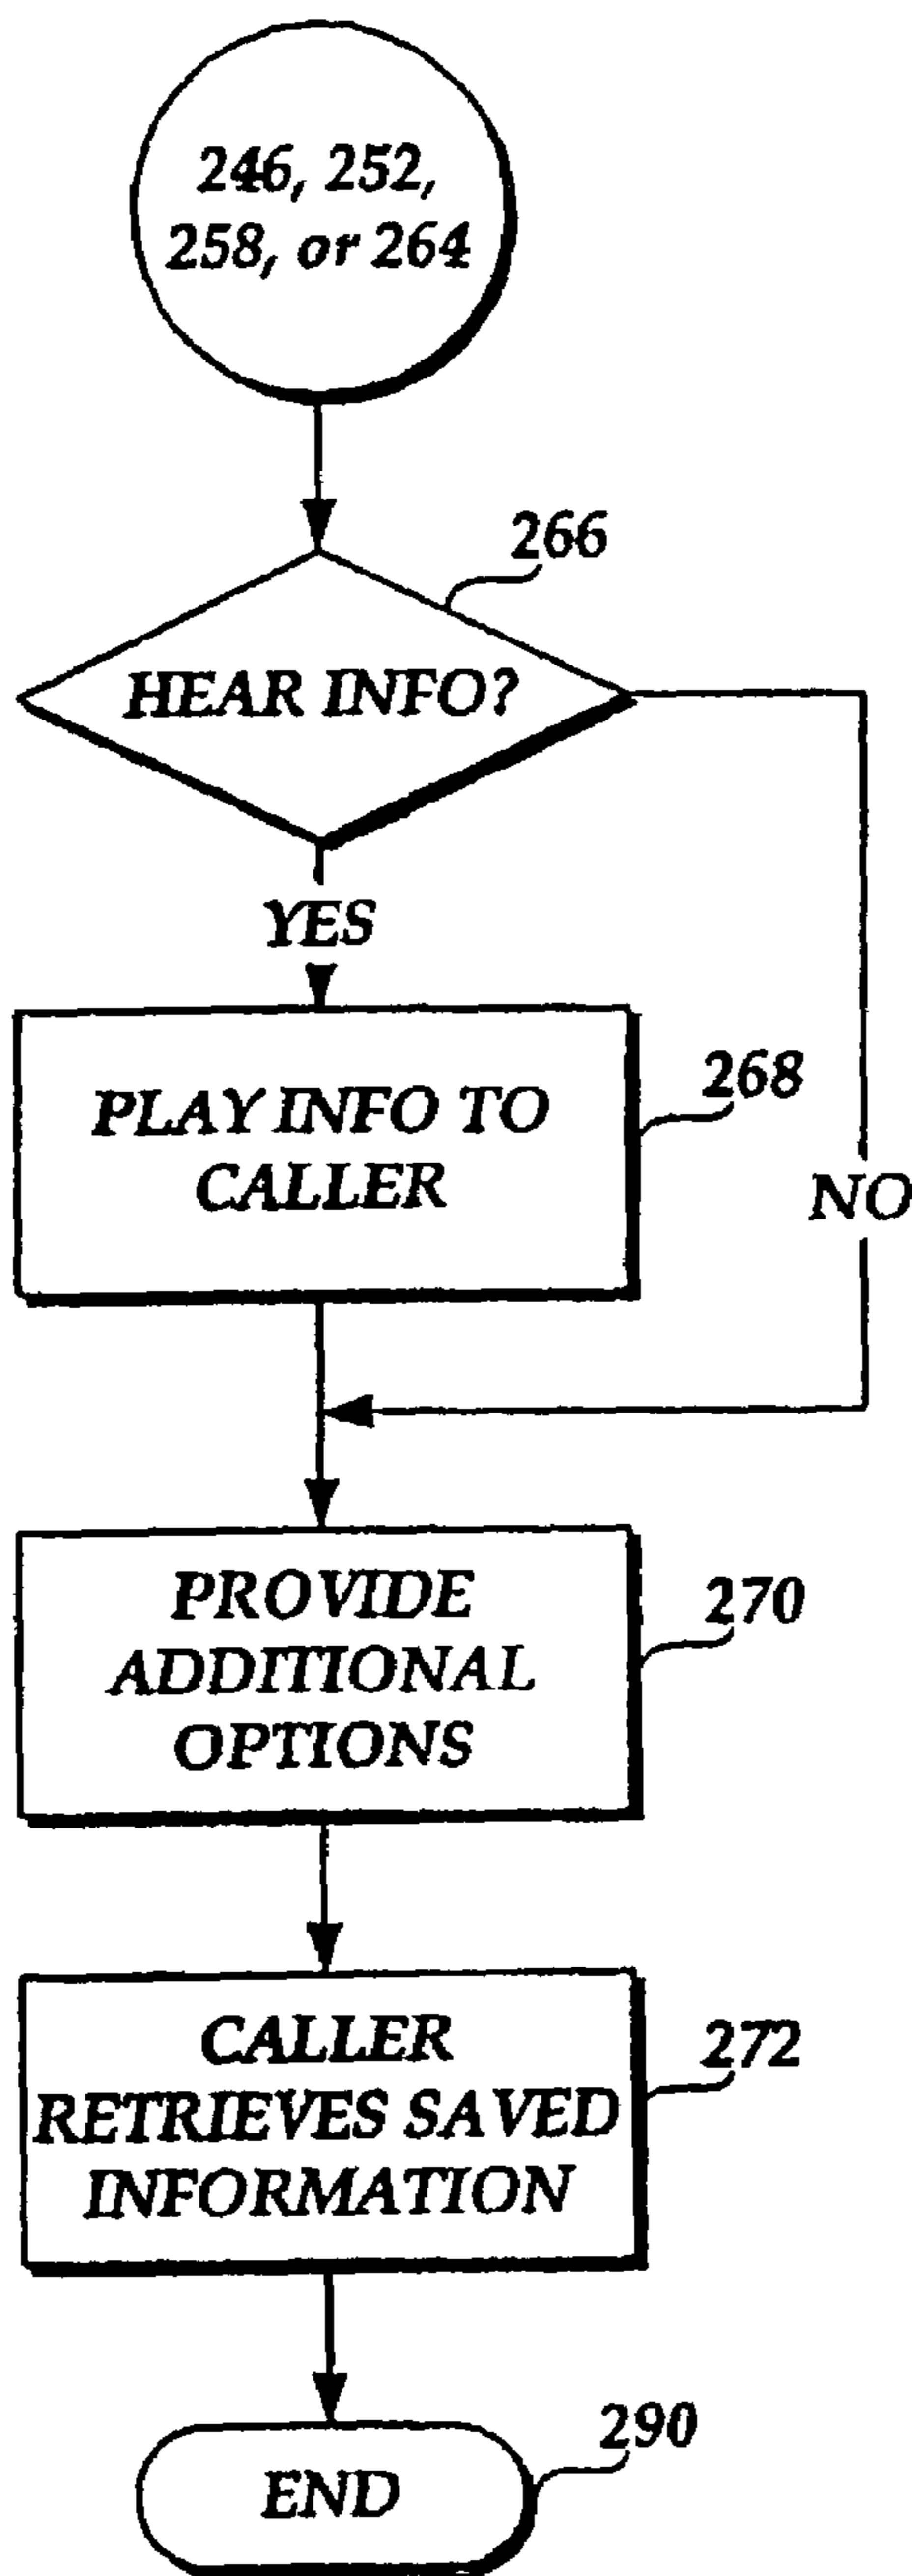 246, 252,
258, or 264
266
HEAR INFO?
YES
268
PLAY INFO TO
CALLER
NO
270
PROVIDE
ADDITIONAL
OPTIONS
272
CALLER
RETRIEVES SAVED
INFORMATION
290
END